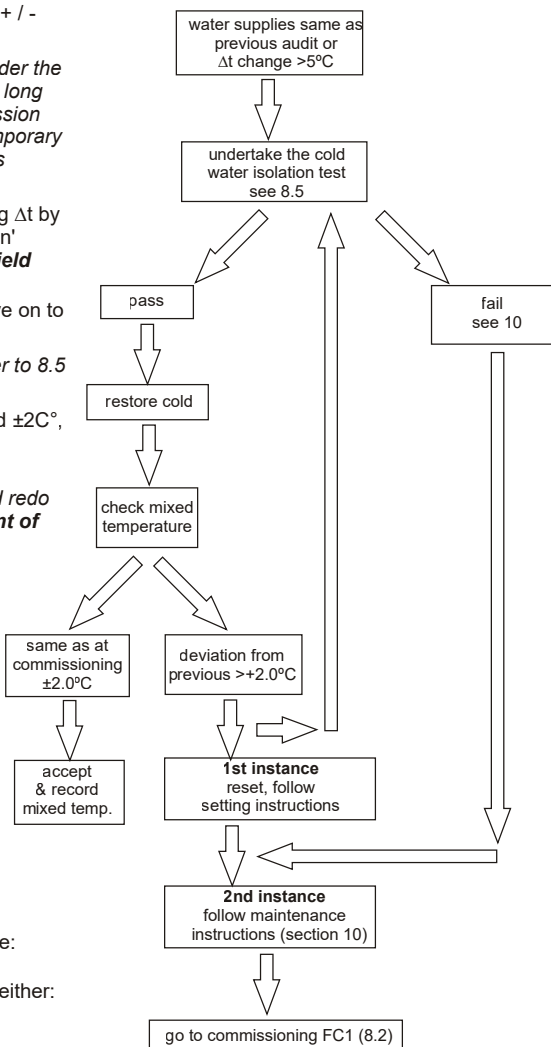 + / -
der the
long
ssion
nporary
s
g Δt by
n'
ield
e on to
er to 8.5
d ±2C°,
d redo
nt of
e:
either:
water supplies same as
previous audit or
Δt change >5ºC
undertake the cold
water isolation test
see 8.5
pass
fail
see 10
restore cold
check mixed
temperature
same as at
commissioning
±2.0ºC
deviation from
previous >+2.0ºC
accept
& record
mixed temp.
1st instance
reset, follow
setting instructions
2nd instance
follow maintenance
instructions (section 10)
go to commissioning FC1 (8.2)